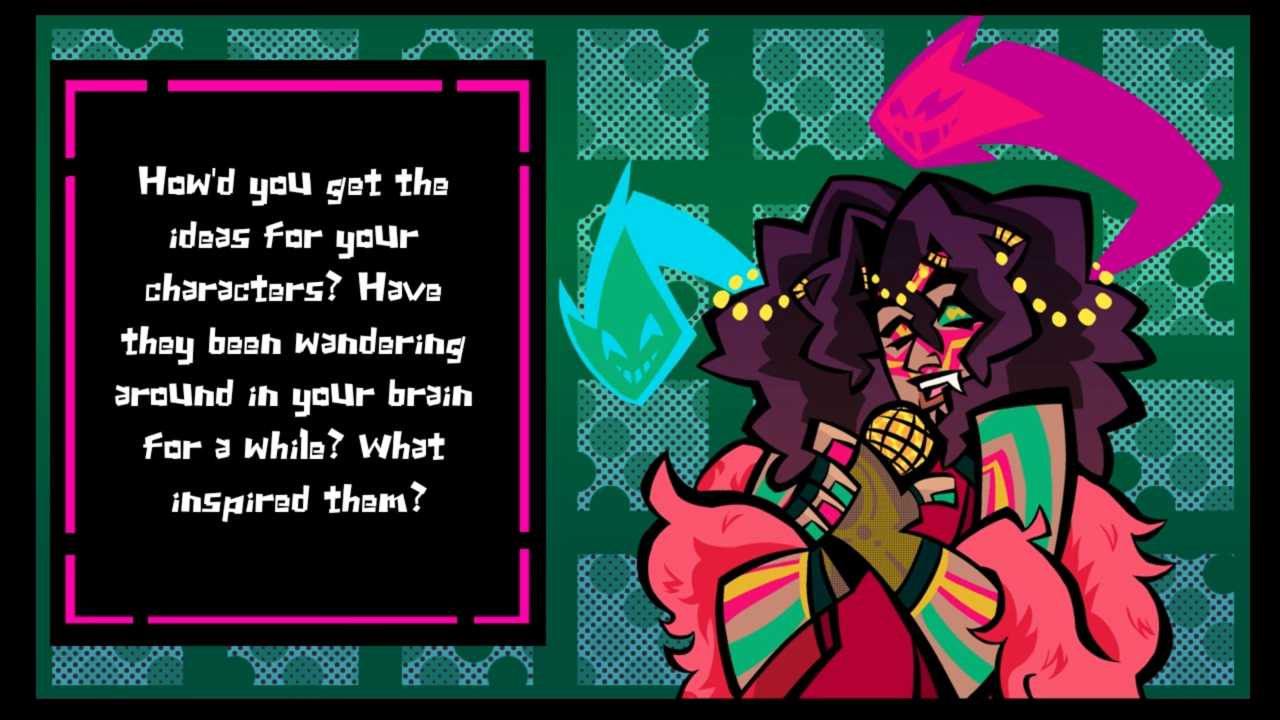 How'd you get the
ideas for your
characters? Have
they been wandering
around in your brain
for a while? What
inspired them?